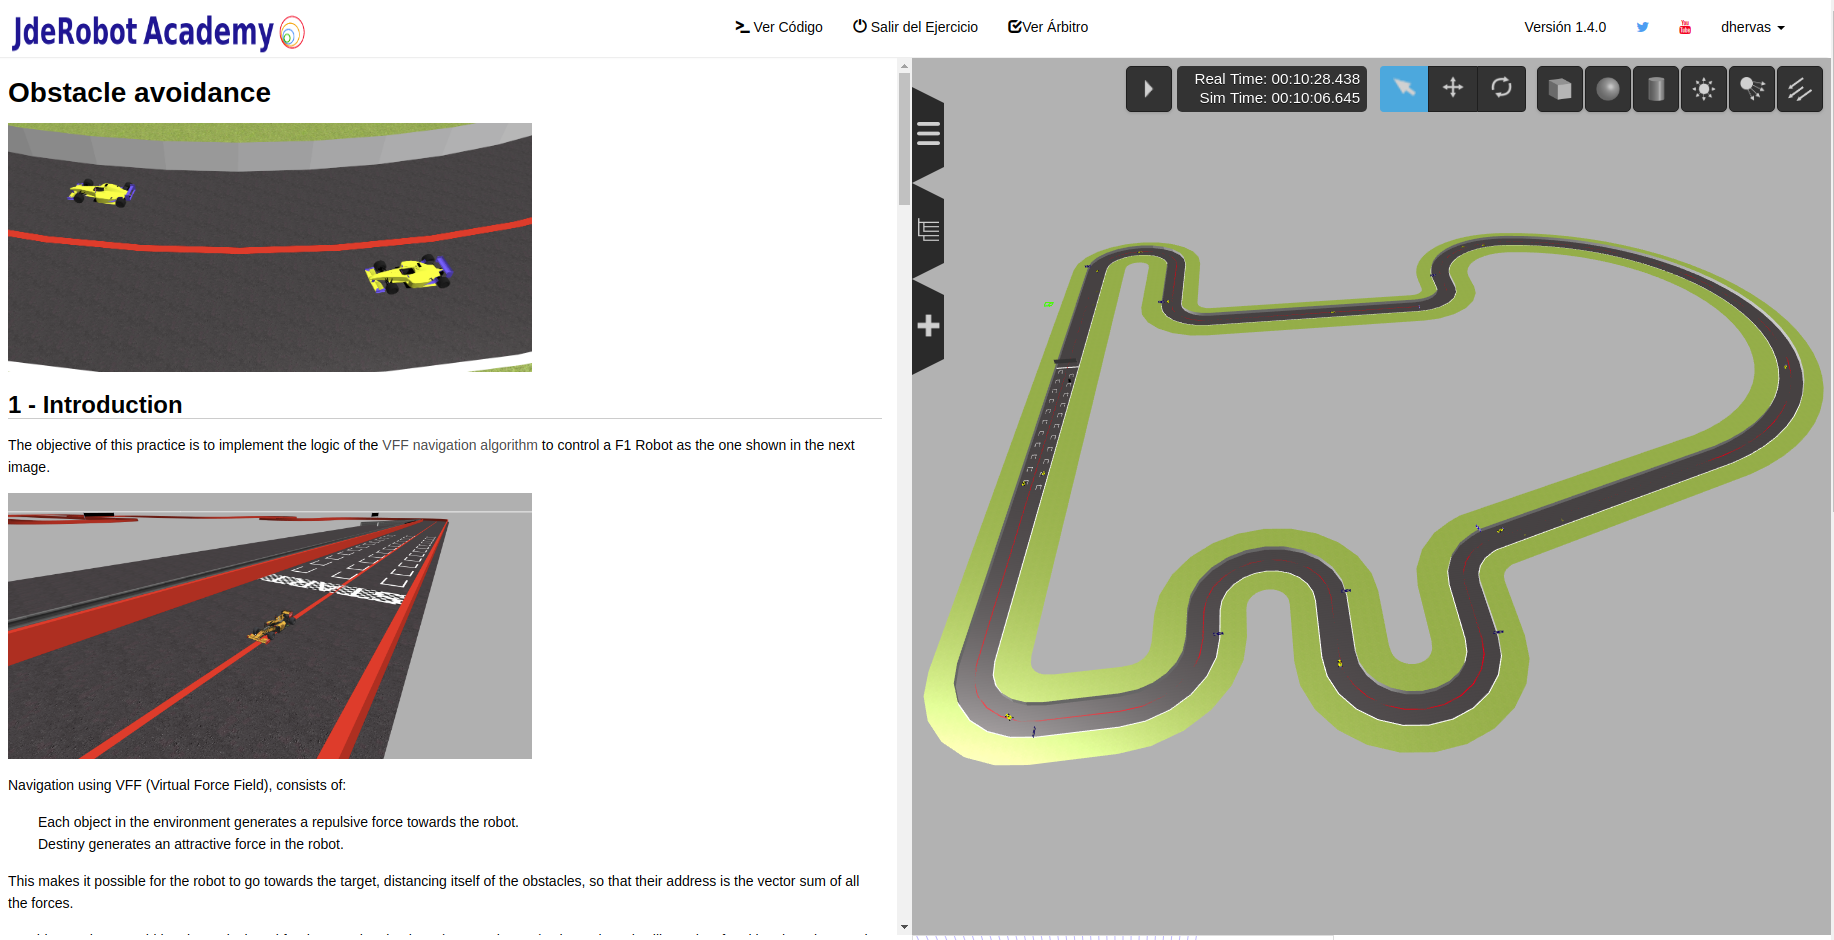 JdeRobot Academy
Ver Código
Salir del Ejercicio
Ver Árbitro
Versión 1.4.0
You
Tube
dhervas
Obstacle avoidance
Real Time: 00:10:28.438
Sim Time: 00:10:06.645
1 - Introduction
The objective of this practice is to implement the logic of the VFF navigation algorithm to control a F1 Robot as the one shown in the next
image.
Navigation using VFF (Virtual Force Field), consists of:
Each object in the environment generates a repulsive force towards the robot.
Destiny generates an attractive force in the robot.
This makes it possible for the robot to go towards the target, distancing itself of the obstacles, so that their address is the vector sum of all
the forces.